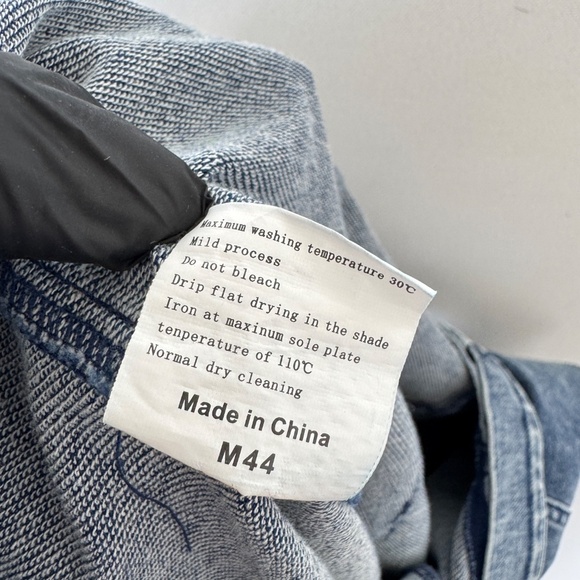 Maximum washing temperature 30℃
Mild process
Do not bleach
Drip flat drying in the shade
Iron at maxinum sole plate
tenperature of 110℃
Normal dry cleaning
Made in China
M44